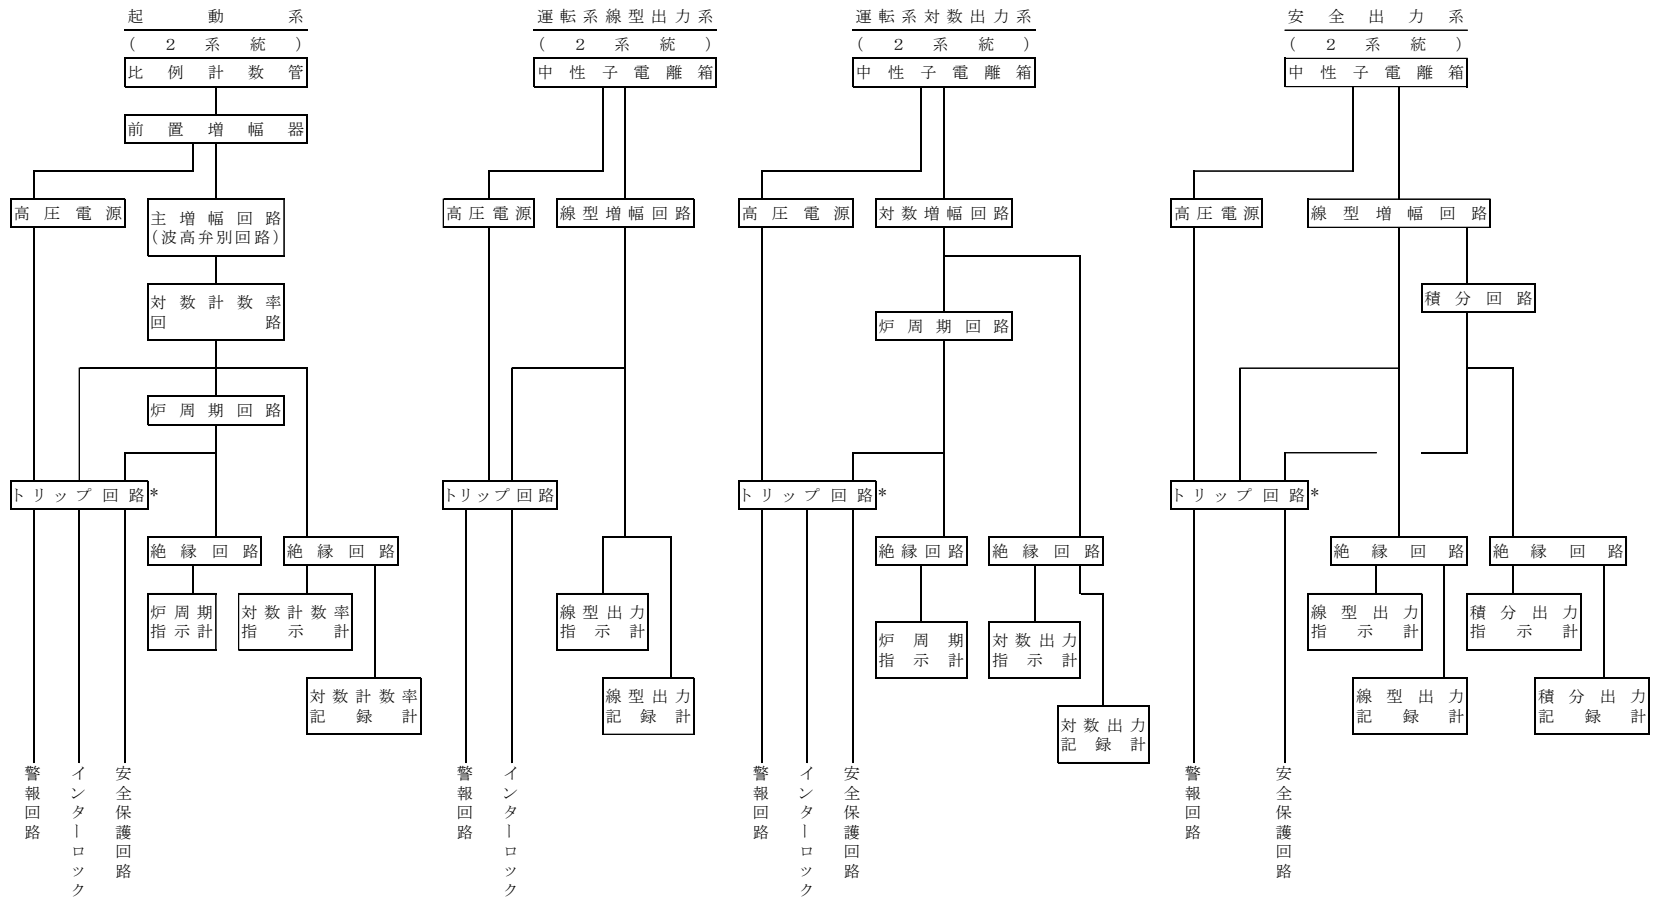 起動系
(2系統)
比例計数管
前置増幅器
高圧電源
主増幅回路
(波高弁別回路)
対数計数率
回路
炉周期回路
トリップ回路*
絶縁回路
絶縁回路
炉周期
指示計
対数計数率
指示計
対数計数率
記録計
警報回路
インターロック
安全保護回路
運転系線型出力系
(2系統)
中性子電離箱
高圧電源
線型増幅回路
トリップ回路
線型出力
指示計
線型出力
記録計
警報回路
インターロック
運転系対数出力系
(2系統)
中性子電離箱
高圧電源
対数増幅回路
炉周期回路
トリップ回路*
絶縁回路
絶縁回路
炉周期
指示計
対数出力
指示計
対数出力
記録計
警報回路
インターロック
安全保護回路
安全出力系
(2系統)
中性子電離箱
高圧電源
線型増幅回路
積分回路
トリップ回路*
絶縁回路
絶縁回路
線型出力
指示計
積分出力
指示計
線型出力
記録計
積分出力
記録計
警報回路
安全保護回路